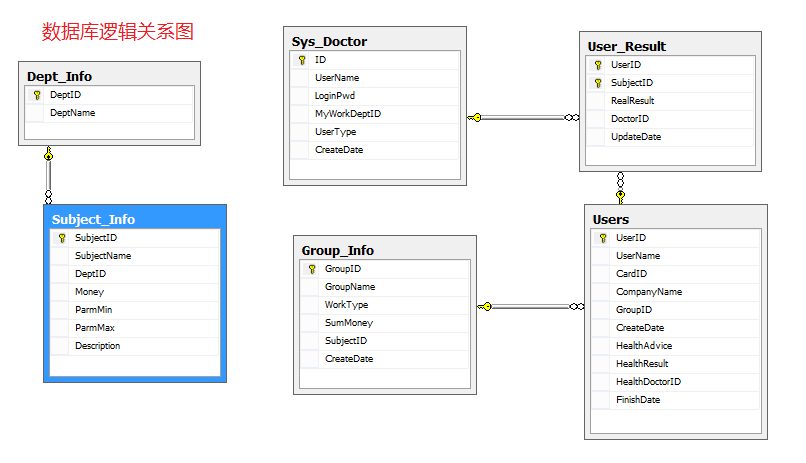 数据库逻辑关系图
Dept_Info
DeptID
DeptName
Subject_Info
SubjectID
SubjectName
DeptID
Money
ParmMin
ParmMax
Description
Sys_Doctor
ID
UserName
LoginPwd
MyWorkDeptID
UserType
CreateDate
Group_Info
GroupID
GroupName
WorkType
SumMoney
SubjectID
CreateDate
User_Result
UserID
SubjectID
RealResult
DoctorID
UpdateDate
Users
UserID
UserName
CardID
CompanyName
GroupID
CreateDate
HealthAdvice
HealthResult
HealthDoctorID
FinishDate